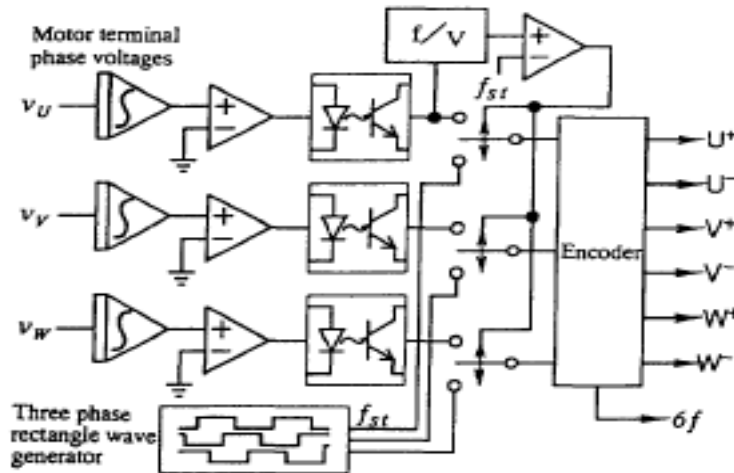 Motor terminal
phase voltages
f/V
+
−
f_st
v_U
+
−
U⁺
U⁻
v_V
+
−
V⁺
Encoder
V⁻
v_W
+
−
W⁺
W⁻
Three phase
rectangle wave
generator
f_st
6f